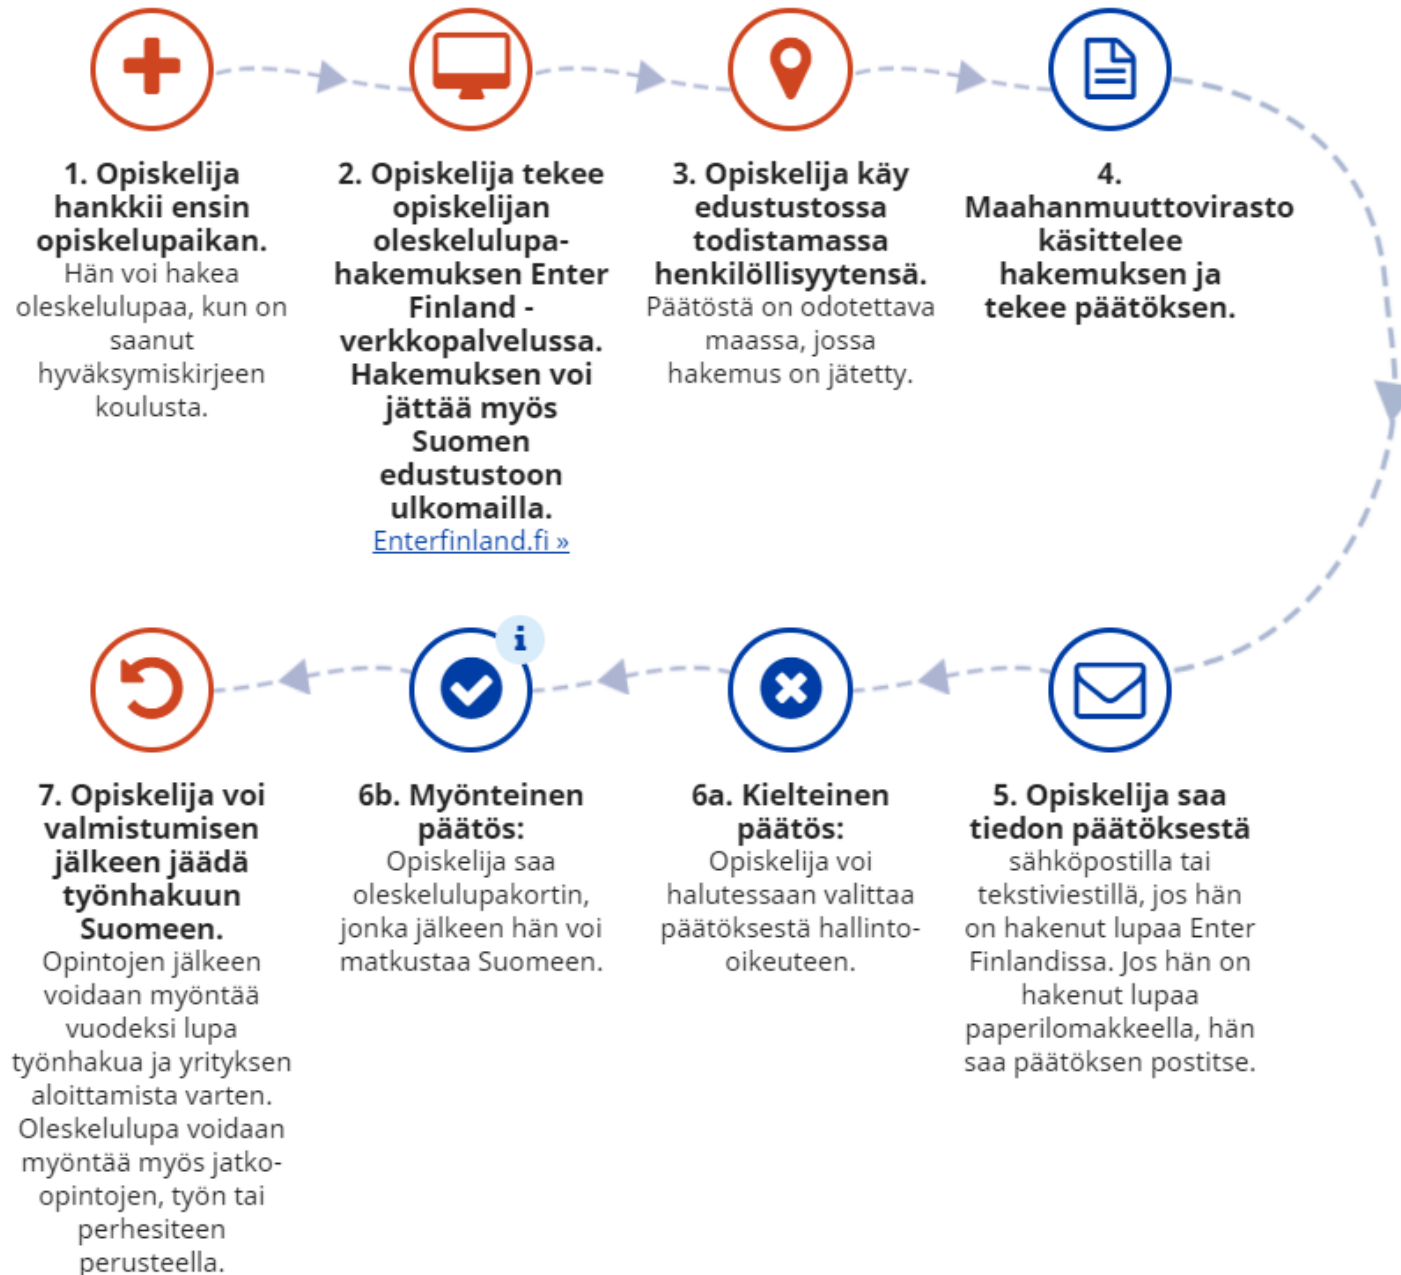 1. Opiskelija
hankkii ensin
opiskelupaikan.
Hän voi hakea
oleskelulupaa, kun on
saanut
hyväksymiskirjeen
koulusta.
2. Opiskelija tekee
opiskelijan
oleskelulupa-
hakemuksen Enter
Finland -
verkkopalvelussa.
Hakemuksen voi
jättää myös
Suomen
edustustoon
ulkomailla.
Enterfinland.fi »
3. Opiskelija käy
edustustossa
todistamassa
henkilöllisyytensä.
Päätöstä on odotettava
maassa, jossa
hakemus on jätetty.
4.
Maahanmuuttovirasto
käsittelee
hakemuksen ja
tekee päätöksen.
5. Opiskelija saa
tiedon päätöksestä
sähköpostilla tai
tekstiviestillä, jos hän
on hakenut lupaa Enter
Finlandissa. Jos hän on
hakenut lupaa
paperilomakkeella, hän
saa päätöksen postitse.
6a. Kielteinen
päätös:
Opiskelija voi
halutessaan valittaa
päätöksestä hallinto-
oikeuteen.
i
6b. Myönteinen
päätös:
Opiskelija saa
oleskelulupakortin,
jonka jälkeen hän voi
matkustaa Suomeen.
7. Opiskelija voi
valmistumisen
jälkeen jäädä
työnhakuun
Suomeen.
Opintojen jälkeen
voidaan myöntää
vuodeksi lupa
työnhakua ja yrityksen
aloittamista varten.
Oleskelulupa voidaan
myöntää myös jatko-
opintojen, työn tai
perhesiteen
perusteella.